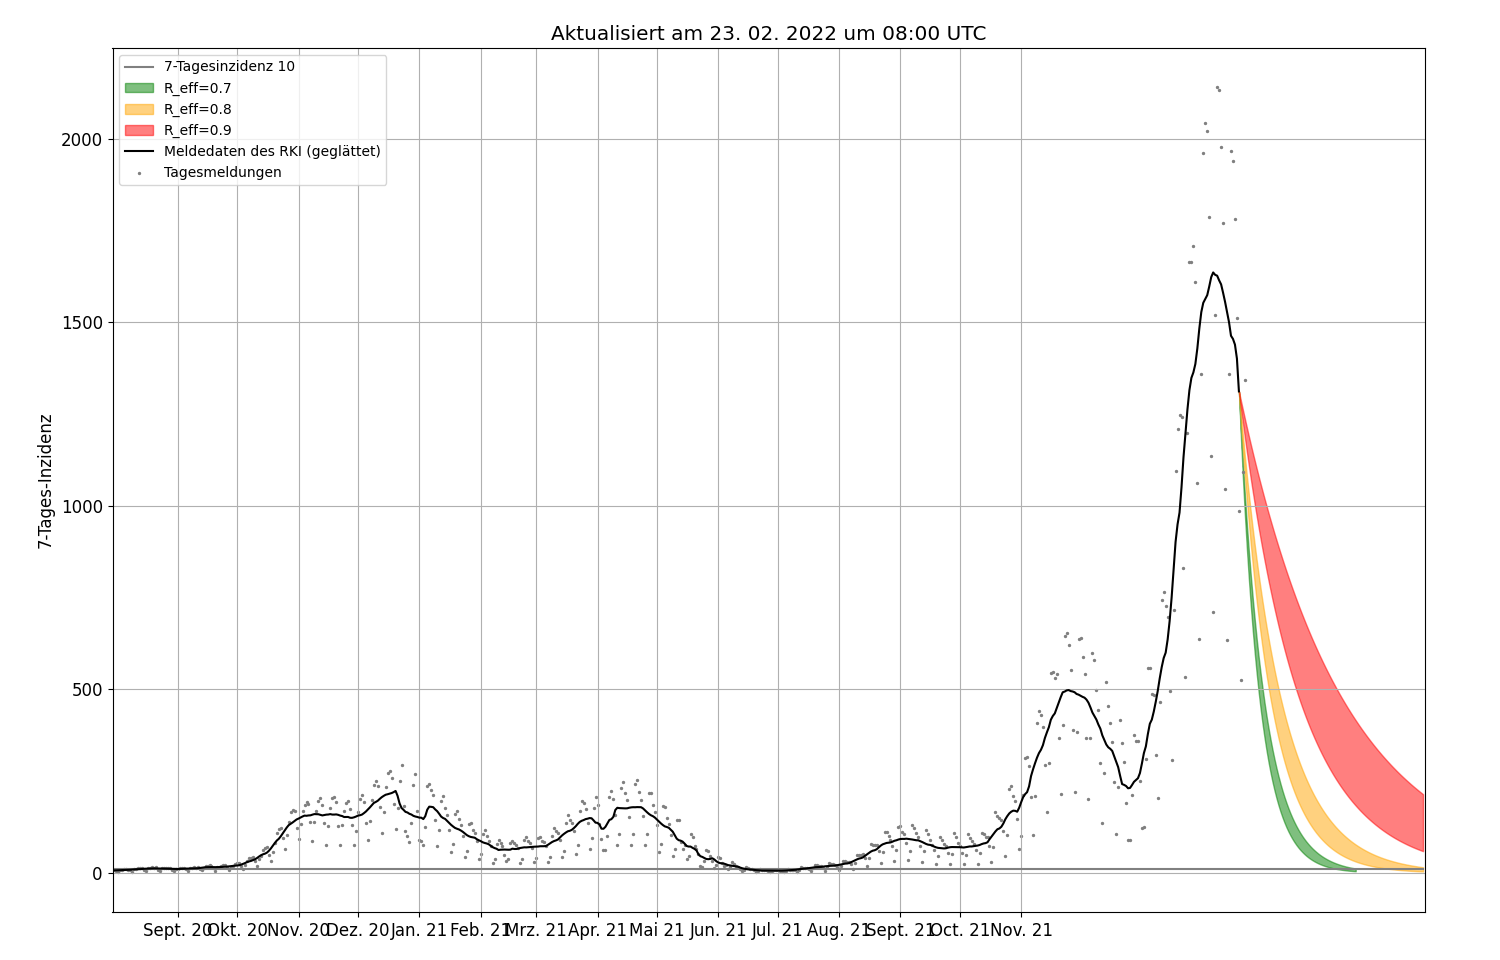 Aktualisiert am 23. 02. 2022 um 08:00 UTC
7-Tagesinzidenz 10
R_eff=0.7
R_eff=0.8
R_eff=0.9
Meldedaten des RKI (geglättet)
Tagesmeldungen
7-Tages-Inzidenz
2000
1500
1000
500
0
Sept. 20 Okt. 20 Nov. 20 Dez. 20 Jan. 21 Feb. 21 Mrz. 21 Apr. 21 Mai 21 Jun. 21 Jul. 21 Aug. 21 Sept. 21 Oct. 21 Nov. 21